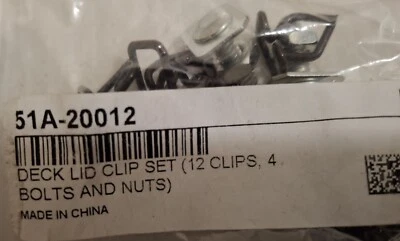 51A-20012
DECK LID CLIP SET (12 CLIPS, 4
BOLTS AND NUTS)
MADE IN CHINA